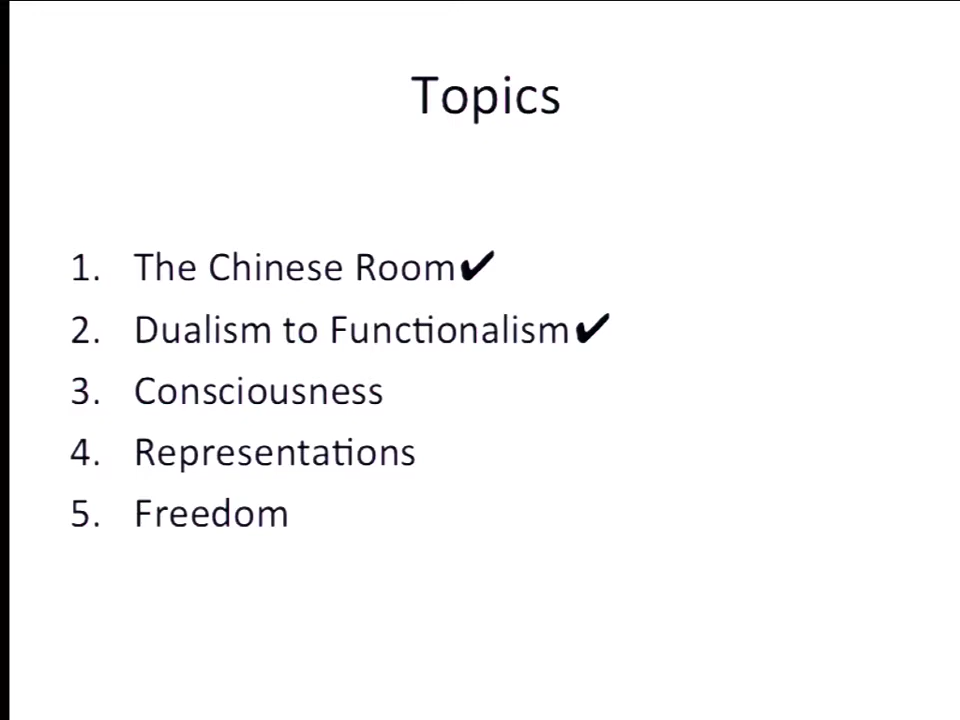 Topics
1. The Chinese Room✔
2. Dualism to Functionalism✔
3. Consciousness
4. Representations
5. Freedom